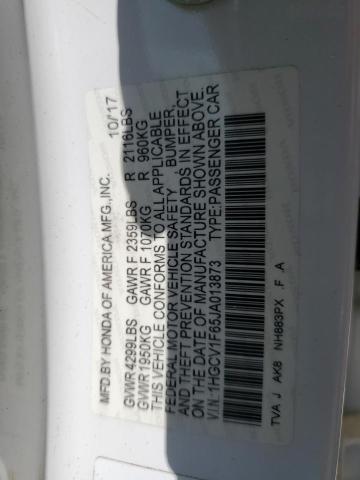 MFD.BY HONDA OF AMERICA MFG.,INC. 10/17
GVWR 4299LBS GAWR F 2359LBS R 2116LBS
GVWR 1950KG GAWR F 1070KG R 960KG
THIS VEHICLE CONFORMS TO ALL APPLICABLE
FEDERAL MOTOR VEHICLE SAFETY , BUMPER,
AND THEFT PREVENTION STANDARDS IN EFFECT
ON THE DATE OF MANUFACTURE SHOWN ABOVE.
V.I.N:1HGCV1F65JA013873 TYPE:PASSENGER CAR
TVA J AK8 NH883PX .F .A